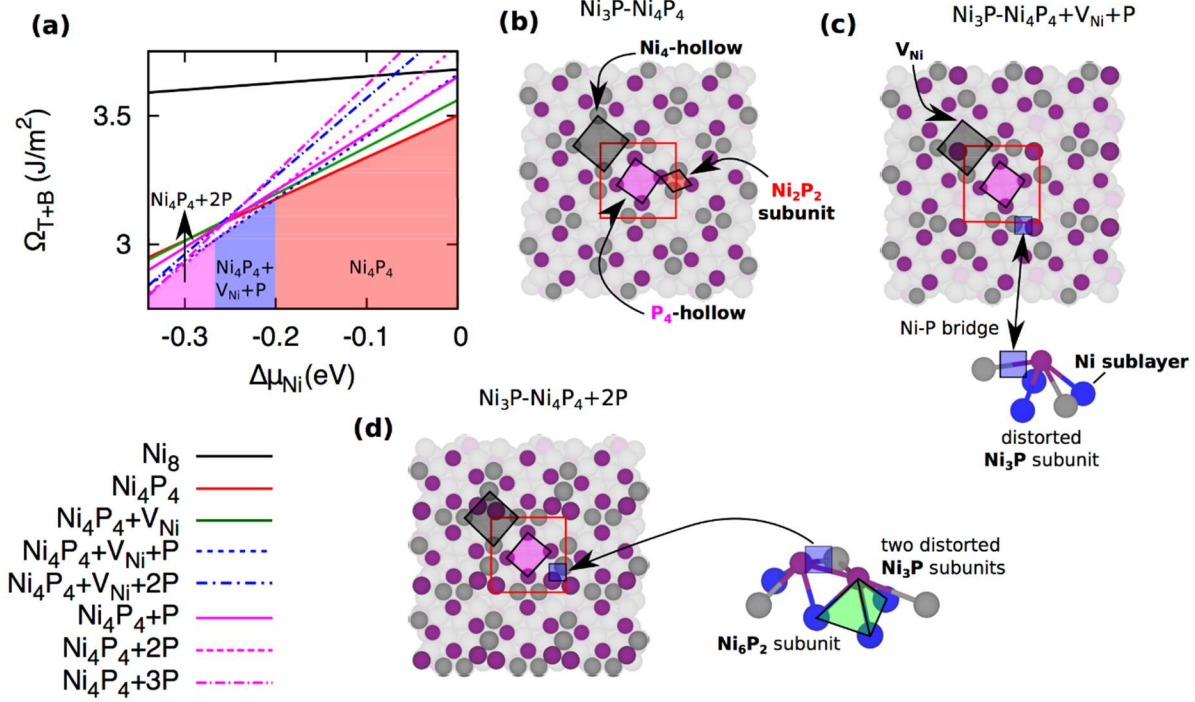 (a)
Ω_T+B (J/m²)
3.5
3
Ni₄P₄+2P
Ni₄P₄+
V_Ni+P
Ni₄P₄
-0.3
-0.2
-0.1
0
Δμ_Ni(eV)
Ni₈
Ni₄P₄
Ni₄P₄+V_Ni
Ni₄P₄+V_Ni+P
Ni₄P₄+V_Ni+2P
Ni₄P₄+P
Ni₄P₄+2P
Ni₄P₄+3P
Ni₃P-Ni₄P₄
(b)
Ni₄-hollow
Ni₂P₂
subunit
P₄-hollow
Ni₃P-Ni₄P₄+V_Ni+P
(c)
V_Ni
Ni-P bridge
Ni sublayer
distorted
Ni₃P subunit
Ni₃P-Ni₄P₄+2P
(d)
two distorted
Ni₃P subunits
Ni₆P₂ subunit